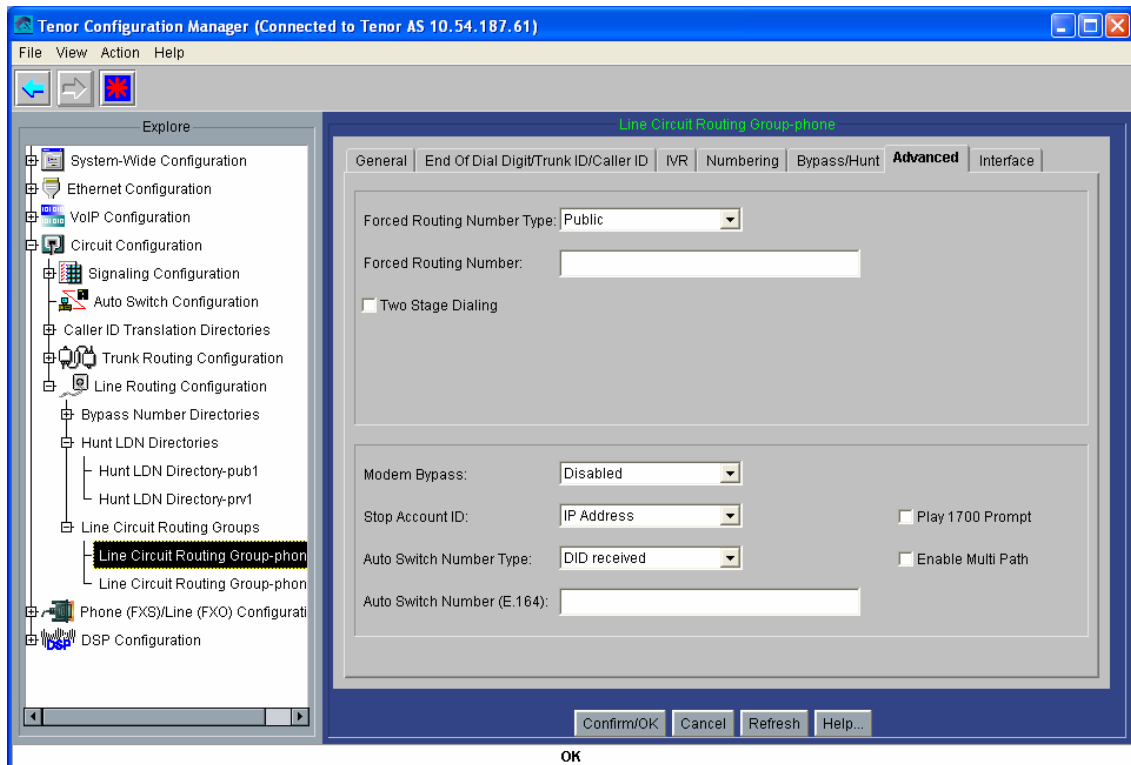 Tenor Configuration Manager (Connected to Tenor AS 10.54.187.61)
File View Action Help
Explore
System-Wide Configuration
Ethernet Configuration
VoIP Configuration
Circuit Configuration
Signaling Configuration
Auto Switch Configuration
Caller ID Translation Directories
Trunk Routing Configuration
Line Routing Configuration
Bypass Number Directories
Hunt LDN Directories
Hunt LDN Directory-pub1
Hunt LDN Directory-prv1
Line Circuit Routing Groups
Line Circuit Routing Group-phon
Line Circuit Routing Group-phon
Phone (FXS)/Line (FXO) Configurati
DSP Configuration
Line Circuit Routing Group-phone
General End Of Dial Digit/Trunk ID/Caller ID IVR Numbering Bypass/Hunt Advanced Interface
Forced Routing Number Type: Public
Forced Routing Number:
Two Stage Dialing
Modem Bypass: Disabled
Stop Account ID: IP Address Play 1700 Prompt
Auto Switch Number Type: DID received Enable Multi Path
Auto Switch Number (E.164):
Confirm/OK Cancel Refresh Help...
OK